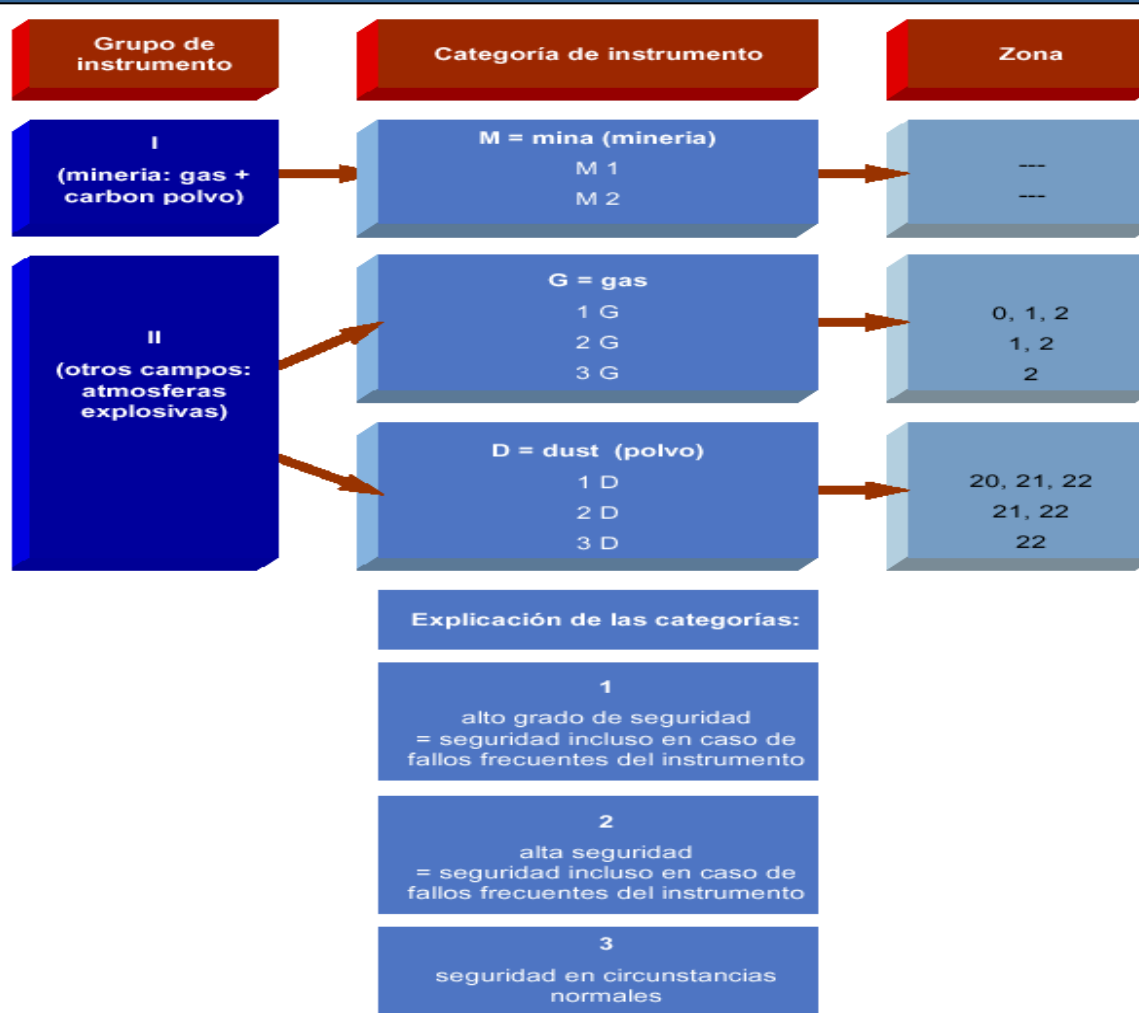 Grupo de
instrumento
Categoría de instrumento
Zona
I
(mineria: gas +
carbon polvo)
M = mina (mineria)
M 1
M 2
---
---
II
(otros campos:
atmosferas
explosivas)
G = gas
1 G
2 G
3 G
0, 1, 2
1, 2
2
D = dust (polvo)
1 D
2 D
3 D
20, 21, 22
21, 22
22
Explicación de las categorías:
1
alto grado de seguridad
= seguridad incluso en caso de
fallos frecuentes del instrumento
2
alta seguridad
= seguridad incluso en caso de
fallos frecuentes del instrumento
3
seguridad en circunstancias
normales